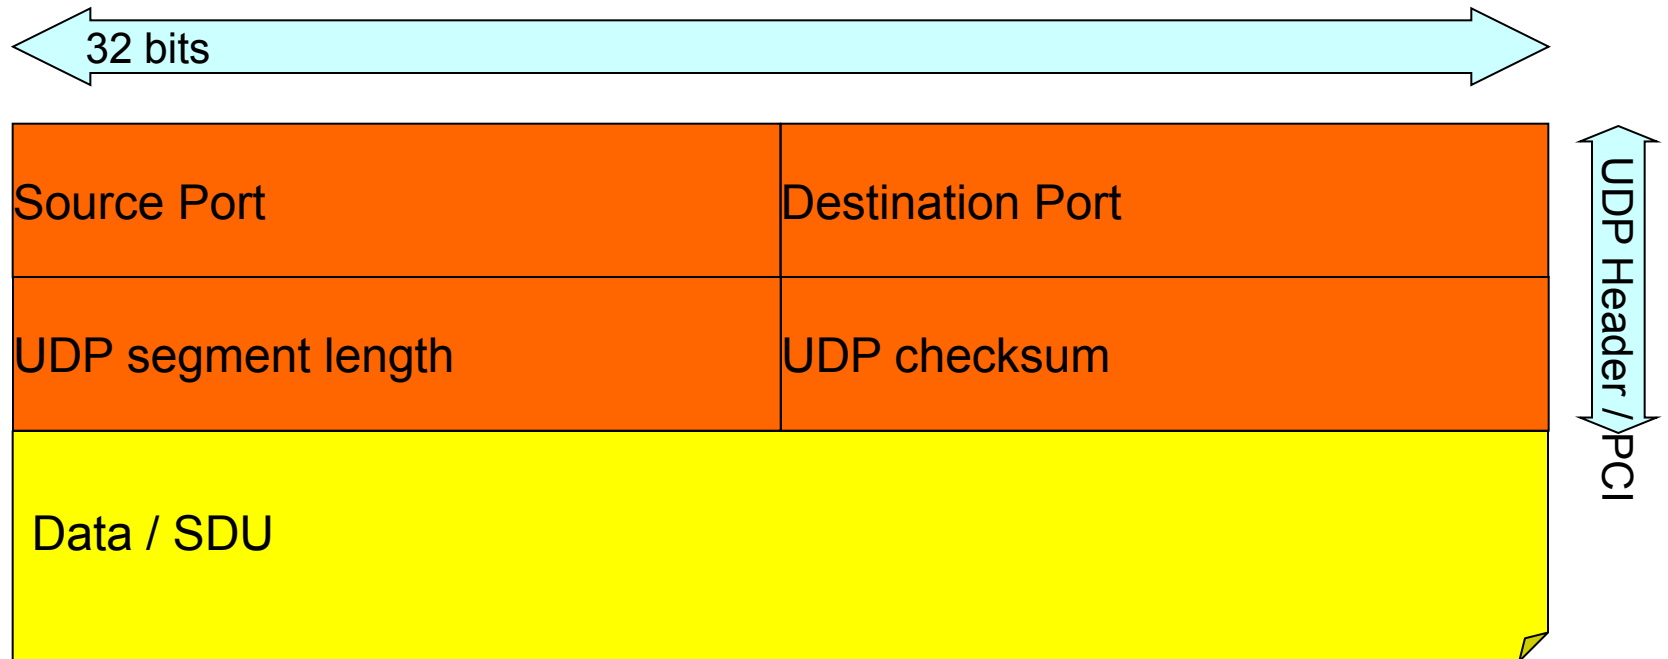 32 bits
Source Port
Destination Port
UDP segment length
UDP checksum
Data / SDU
UDP Header / PCI